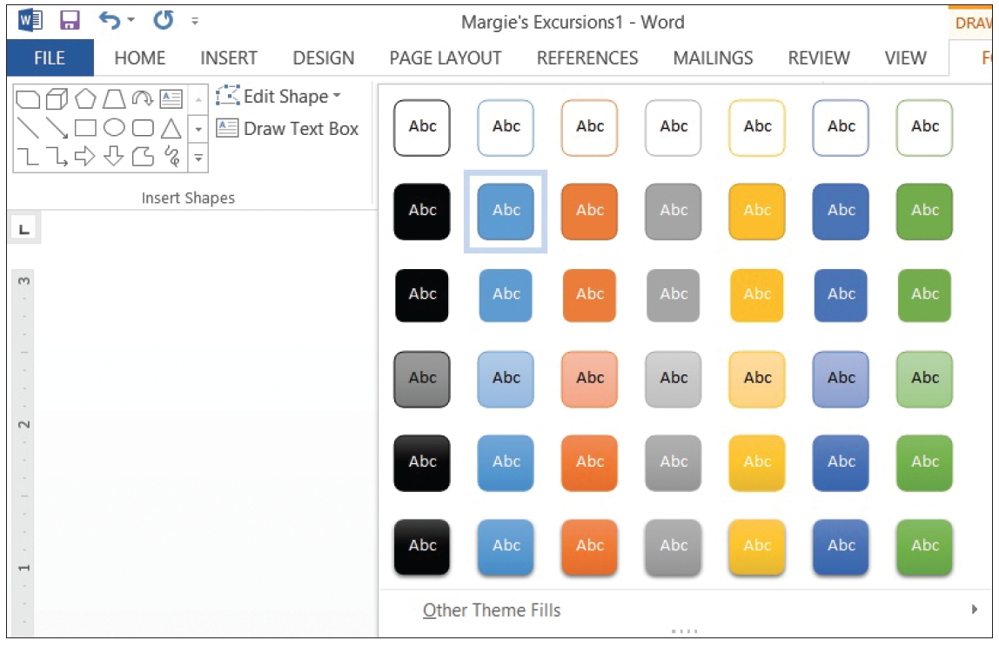 Margie's Excursions1 - Word
FILE HOME INSERT DESIGN PAGE LAYOUT REFERENCES MAILINGS REVIEW VIEW
Edit Shape
Draw Text Box
Insert Shapes
Abc Abc Abc Abc Abc Abc Abc
Abc Abc Abc Abc Abc Abc Abc
Abc Abc Abc Abc Abc Abc Abc
Abc Abc Abc Abc Abc Abc Abc
Abc Abc Abc Abc Abc Abc Abc
Abc Abc Abc Abc Abc Abc Abc
3
2
1
Other Theme Fills